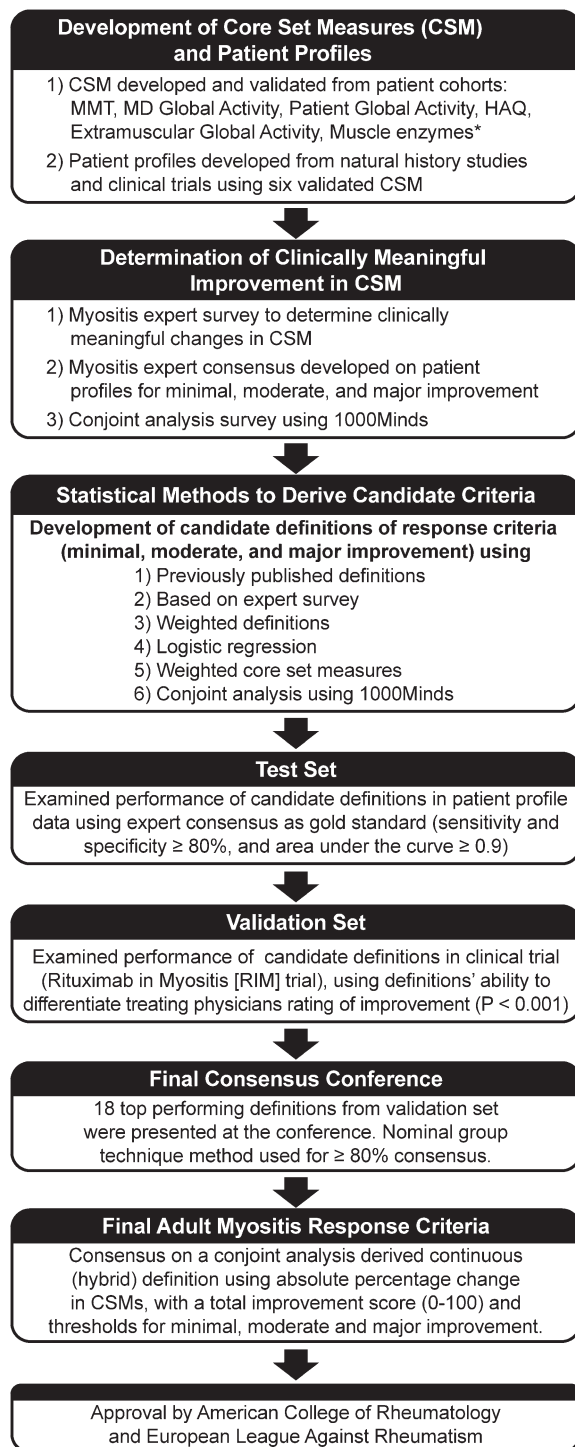 Development of Core Set Measures (CSM)
and Patient Profiles
1) CSM developed and validated from patient cohorts:
MMT, MD Global Activity, Patient Global Activity, HAQ,
Extramuscular Global Activity, Muscle enzymes*
2) Patient profiles developed from natural history studies
and clinical trials using six validated CSM
Determination of Clinically Meaningful
Improvement in CSM
1) Myositis expert survey to determine clinically
meaningful changes in CSM
2) Myositis expert consensus developed on patient
profiles for minimal, moderate, and major improvement
3) Conjoint analysis survey using 1000Minds
Statistical Methods to Derive Candidate Criteria
Development of candidate definitions of response criteria
(minimal, moderate, and major improvement) using
1) Previously published definitions
2) Based on expert survey
3) Weighted definitions
4) Logistic regression
5) Weighted core set measures
6) Conjoint analysis using 1000Minds
Test Set
Examined performance of candidate definitions in patient profile
data using expert consensus as gold standard (sensitivity and
specificity ≥ 80%, and area under the curve ≥ 0.9)
Validation Set
Examined performance of candidate definitions in clinical trial
(Rituximab in Myositis [RIM] trial), using definitions' ability to
differentiate treating physicians rating of improvement (P < 0.001)
Final Consensus Conference
18 top performing definitions from validation set
were presented at the conference. Nominal group
technique method used for ≥ 80% consensus.
Final Adult Myositis Response Criteria
Consensus on a conjoint analysis derived continuous
(hybrid) definition using absolute percentage change
in CSMs, with a total improvement score (0-100) and
thresholds for minimal, moderate and major improvement.
Approval by American College of Rheumatology
and European League Against Rheumatism